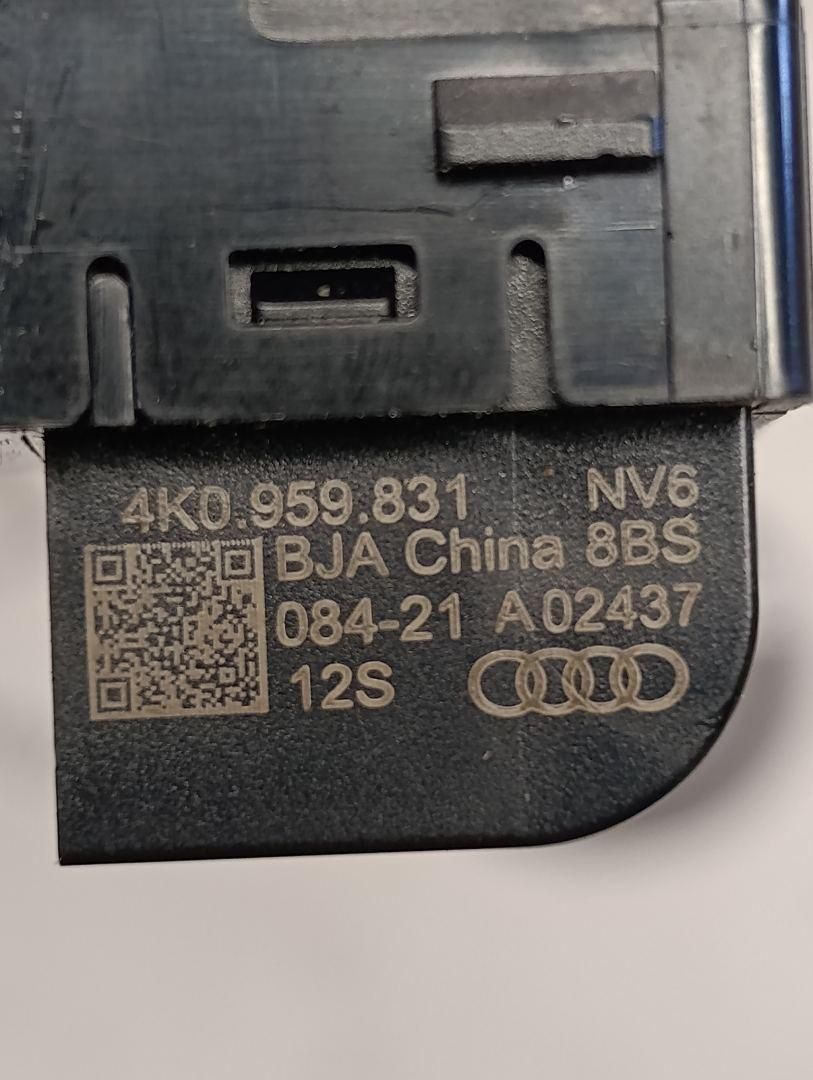 4K0.959.831 NV6
BJA China 8BS
084-21 A02437
12S